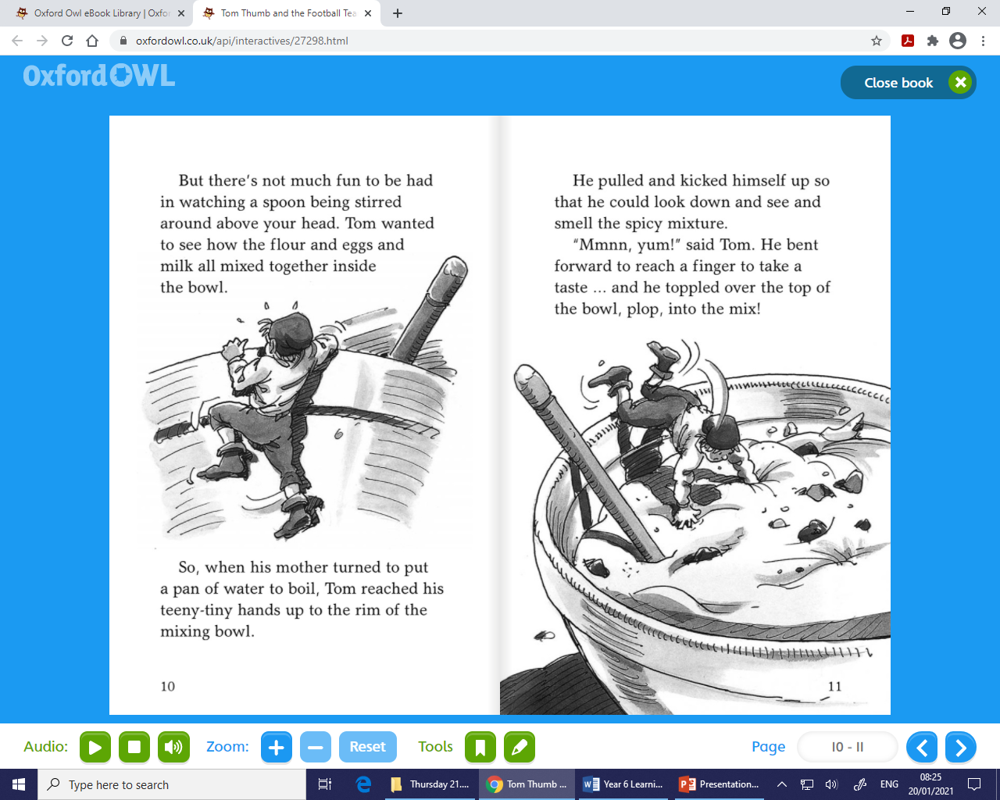 Oxford Owl eBook Library | Oxfo
Tom Thumb and the Football Tea
oxfordowl.co.uk/api/interactives/27298.html
Oxford OWL
Close book
But there's not much fun to be had
in watching a spoon being stirred
around above your head. Tom wanted
to see how the flour and eggs and
milk all mixed together inside
the bowl.
So, when his mother turned to put
a pan of water to boil, Tom reached his
teeny-tiny hands up to the rim of the
mixing bowl.
10
He pulled and kicked himself up so
that he could look down and see and
smell the spicy mixture.
“Mmnn, yum!” said Tom. He bent
forward to reach a finger to take a
taste ... and he toppled over the top of
the bowl, plop, into the mix!
11
Audio: Zoom: Reset Tools Page 10 - 11
Type here to search
Thursday 21....
Tom Thumb ...
Year 6 Learni...
Presentation...
ENG
08:25
20/01/2021